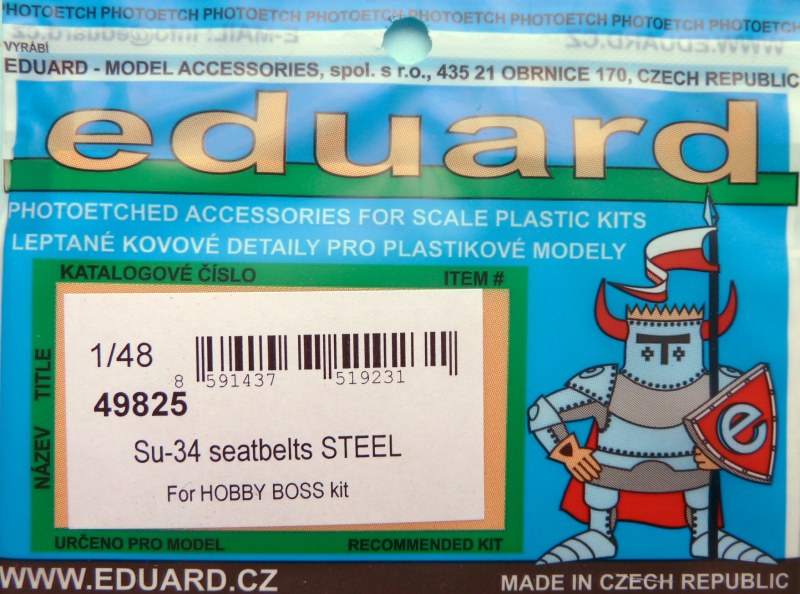 PHOTOETCH PHOTOETCH PHOTOETCH PHOTOETCH PHOTOETCH PHOTOETCH PHOTOETCH PHOTOETCH
VYRÁBÍ
EDUARD - MODEL ACCESSORIES, spol. s r.o., 435 21 OBRNICE 170, CZECH REPUBLIC
eduard
PHOTOETCHED ACCESSORIES FOR SCALE PLASTIC KITS
LEPTANÉ KOVOVÉ DETAILY PRO PLASTIKOVÉ MODELY
KATALOGOVÉ ČÍSLO ITEM #
NÁZEV TITLE
1/48
8 591437 519231
49825
Su-34 seatbelts STEEL
For HOBBY BOSS kit
e
URČENO PRO MODEL RECOMMENDED KIT
WWW.EDUARD.CZ MADE IN CZECH REPUBLIC